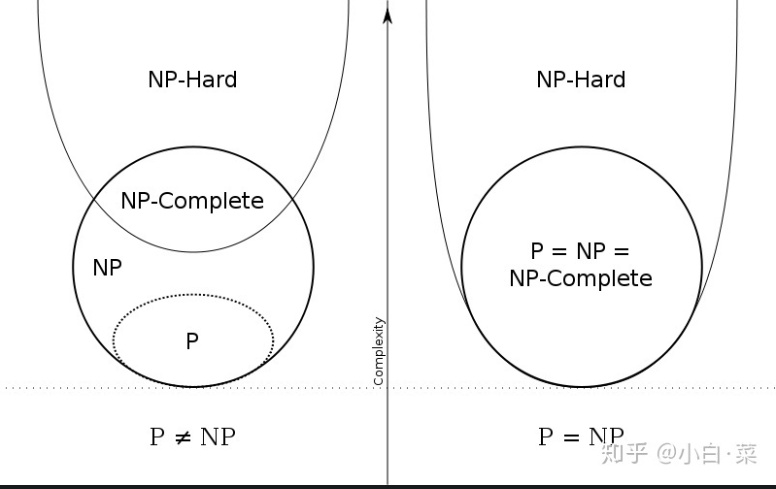 NP-Hard
NP-Complete
NP
P
P ≠ NP
Complexity
NP-Hard
P = NP =
NP-Complete
P = NP
知乎 @小白·菜